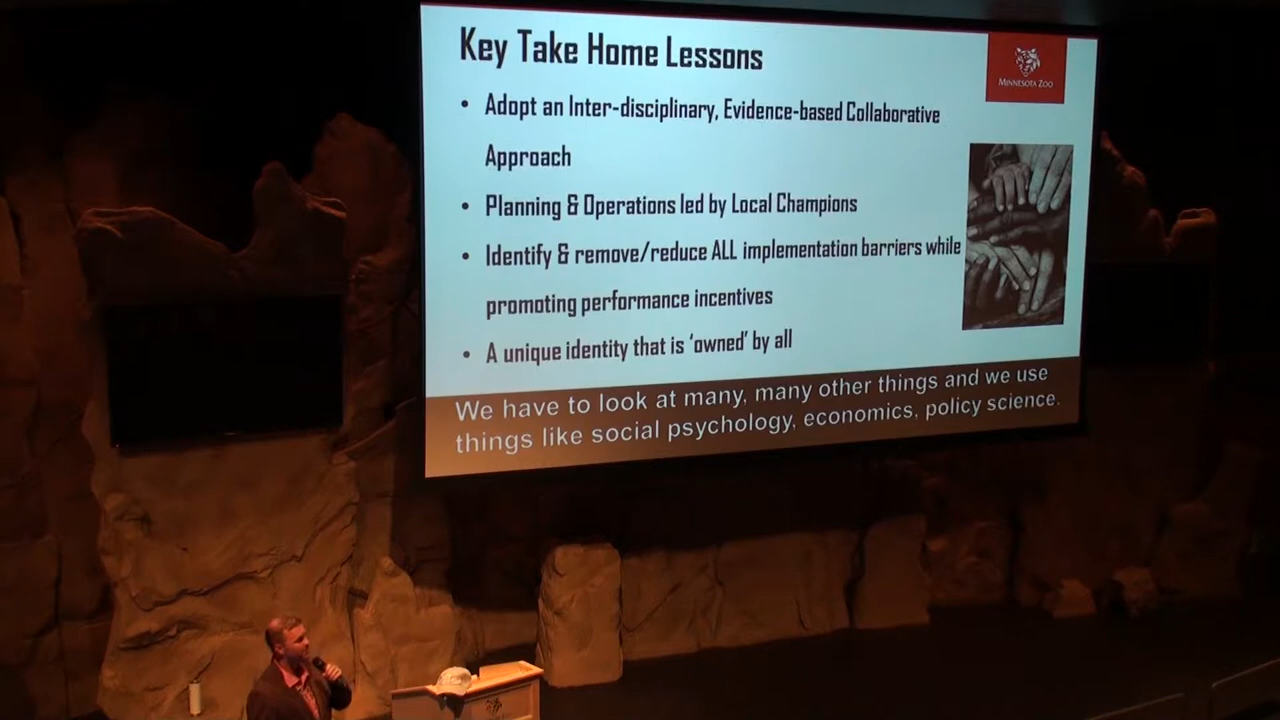 Key Take Home Lessons
MINNESOTA ZOO
• Adopt an Inter-disciplinary, Evidence-based Collaborative
Approach
• Planning & Operations led by Local Champions
• Identify & remove/reduce ALL implementation barriers while
promoting performance incentives
• A unique identity that is ‘owned’ by all
We have to look at many, many other things and we use
things like social psychology, economics, policy science.